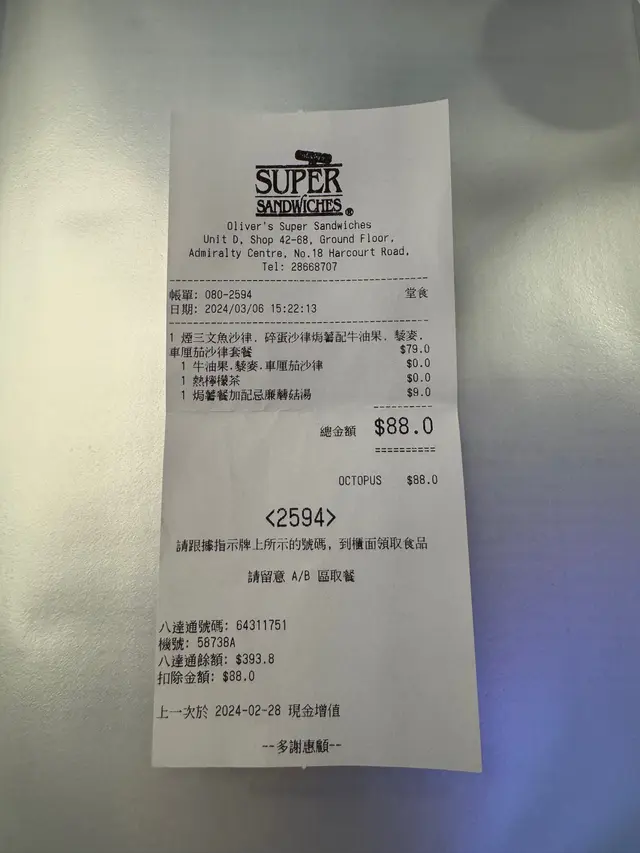 SUPER
SANDWICHES®
Oliver's Super Sandwiches
Unit D, Shop 42-68, Ground Floor,
Admiralty Centre, No.18 Harcourt Road,
Tel: 28668707
帳單: 080-2594 堂食
日期: 2024/03/06 15:22:13
1 煙三文魚沙律, 碎蛋沙律焗薯配牛油果, 藜麥,
車厘茄沙律套餐 $79.0
1 牛油果.藜麥.車厘茄沙律 $0.0
1 熱檸檬茶 $0.0
1 焗薯餐加配忌廉蘑菇湯 $9.0
總金額 $88.0
OCTOPUS $88.0
<2594>
請跟據指示牌上所示的號碼, 到櫃面領取食品
請留意 A/B 區取餐
八達通號碼: 64311751
機號: 58738A
八達通餘額: $393.8
扣除金額: $88.0
上一次於 2024-02-28 現金增值
--多謝惠顧--